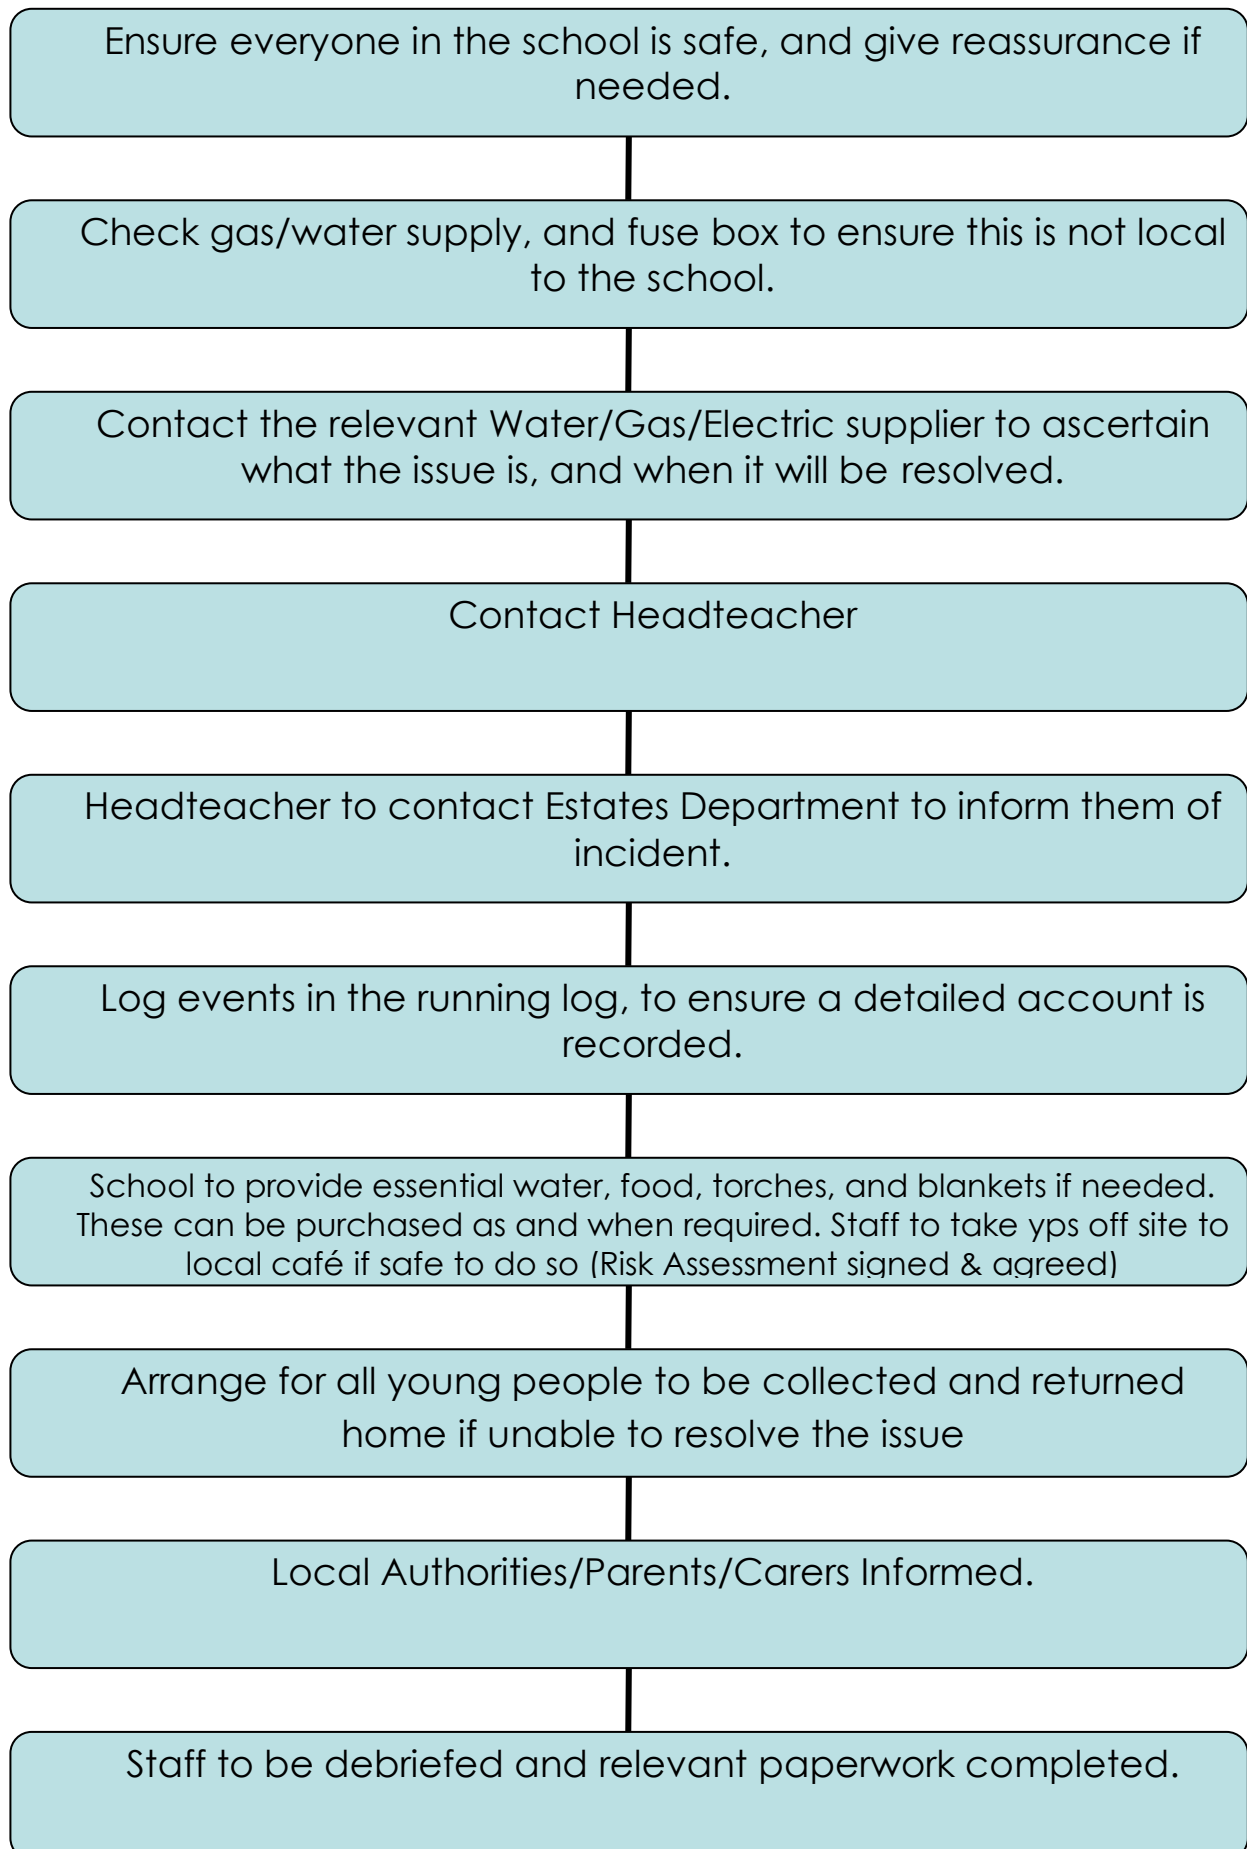 Ensure everyone in the school is safe, and give reassurance if
needed.
Check gas/water supply, and fuse box to ensure this is not local
to the school.
Contact the relevant Water/Gas/Electric supplier to ascertain
what the issue is, and when it will be resolved.
Contact Headteacher
Headteacher to contact Estates Department to inform them of
incident.
Log events in the running log, to ensure a detailed account is
recorded.
School to provide essential water, food, torches, and blankets if needed.
These can be purchased as and when required. Staff to take yps off site to
local café if safe to do so (Risk Assessment signed & agreed)
Arrange for all young people to be collected and returned
home if unable to resolve the issue
Local Authorities/Parents/Carers Informed.
Staff to be debriefed and relevant paperwork completed.